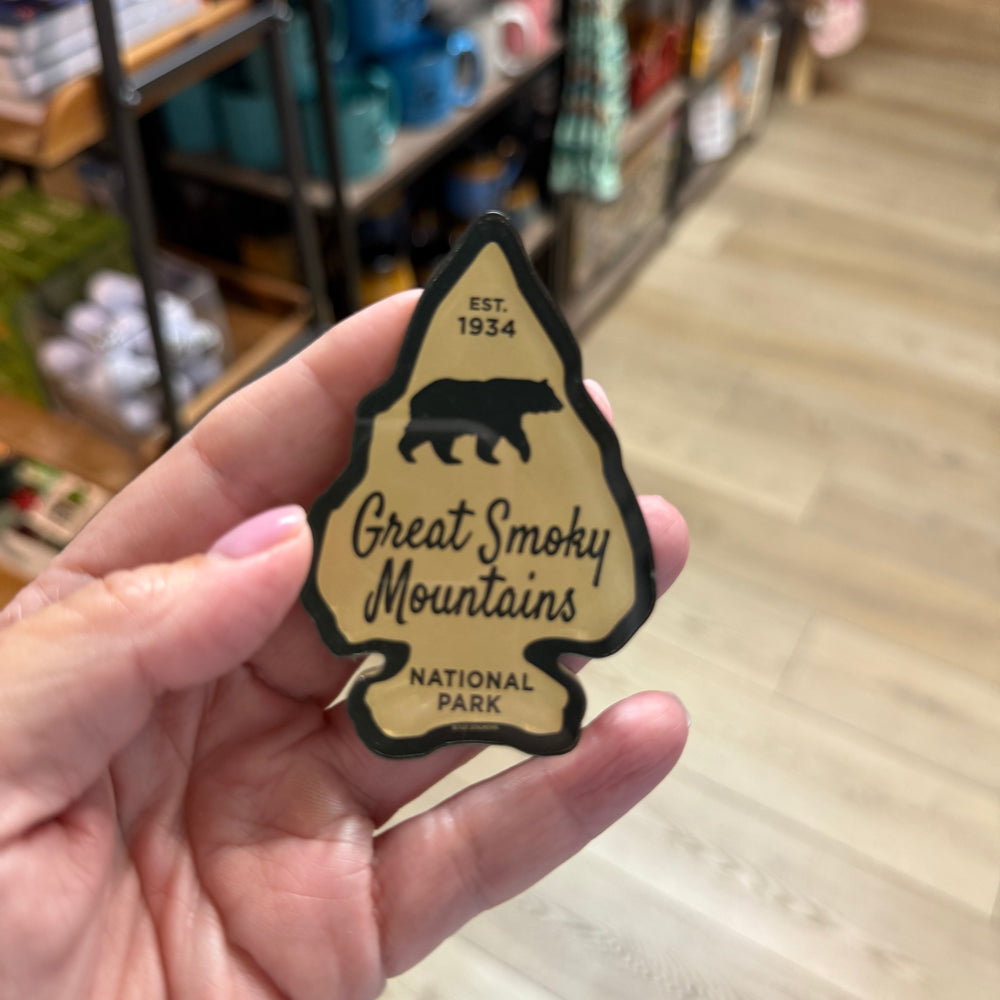 EST.
1934
Great Smoky
Mountains
NATIONAL
PARK